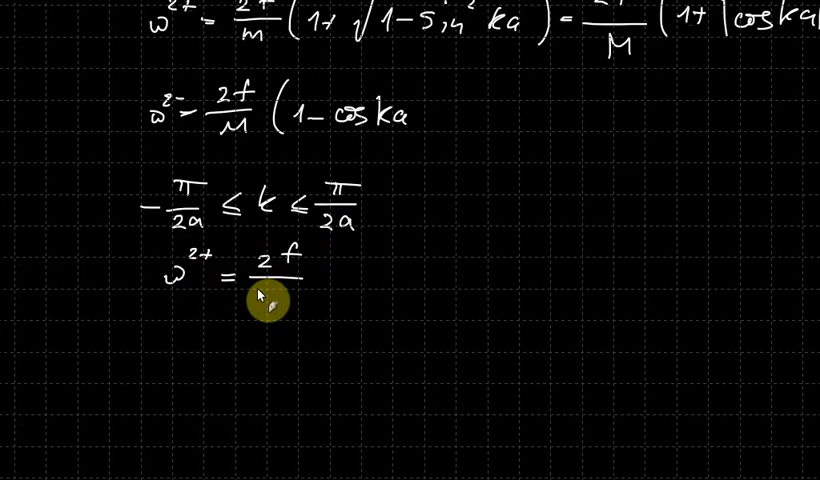 ω²⁺ = 2f/m (1+ √1-sin² ka) = 2f/M (1+ |cos ka|
ω²⁻ = 2f/M (1 - cos ka
-π/2a ≤ k ≤ π/2a
ω²⁺ = 2f/